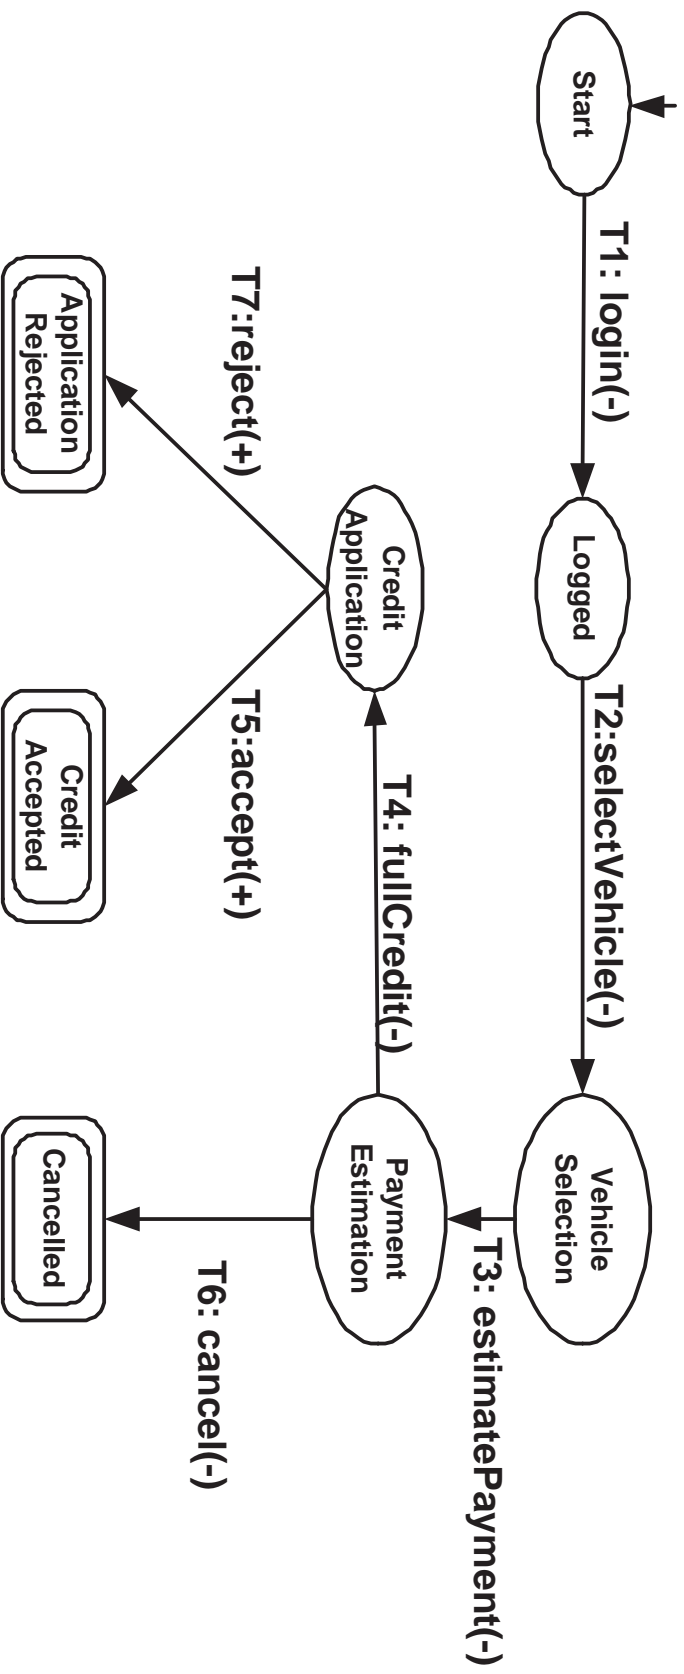 Start
T1: login(-)
Logged
T2:selectVehicle(-)
Vehicle
Selection
T3: estimatePayment(-)
Credit
Application
T4: fullCredit(-)
Payment
Estimation
T7:reject(+)
T5:accept(+)
T6: cancel(-)
Application
Rejected
Credit
Accepted
Cancelled